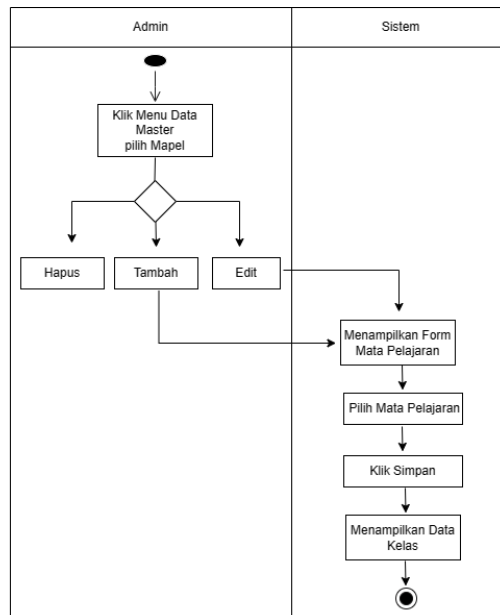 Admin
Sistem
Klik Menu Data
Master
pilih Mapel
Hapus
Tambah
Edit
Menampilkan Form
Mata Pelajaran
Pilih Mata Pelajaran
Klik Simpan
Menampilkan Data
Kelas